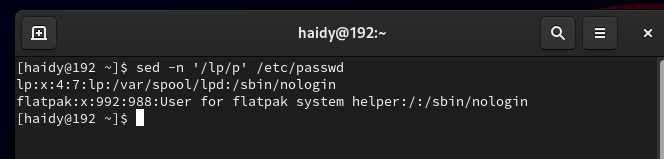 haidy@192:~
[haidy@192 ~]$ sed -n '/lp/p' /etc/passwd
lp:x:4:7:lp:/var/spool/lpd:/sbin/nologin
flatpak:x:992:988:User for flatpak system helper:/:/sbin/nologin
[haidy@192 ~]$